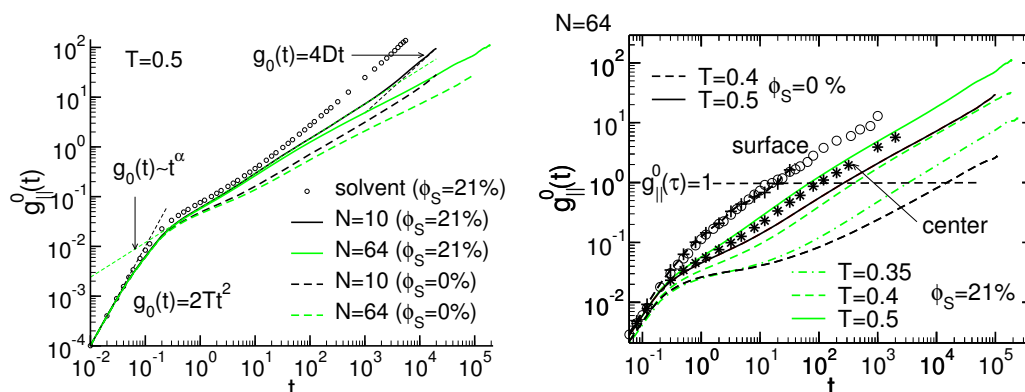 T=0.5
g₀(t)=4Dt
g₀(t)~t^α
g₀(t)=2Tt²
solvent (ϕ_S=21%)
N=10 (ϕ_S=21%)
N=64 (ϕ_S=21%)
N=10 (ϕ_S=0%)
N=64 (ϕ_S=0%)
g_||^0(t)
10^2
10^1
10^0
10^-1
10^-2
10^-3
10^-4
10^-2 10^-1 10^0 10^1 10^2 10^3 10^4 10^5
t
N=64
T=0.4
T=0.5
ϕ_S=0 %
surface
g_||^0(τ)=1
center
T=0.35
T=0.4
T=0.5
ϕ_S=21%
g_||^0(t)
10^2
10^1
10^0
10^-1
10^-2
10^-1 10^0 10^1 10^2 10^3 10^4 10^5
t